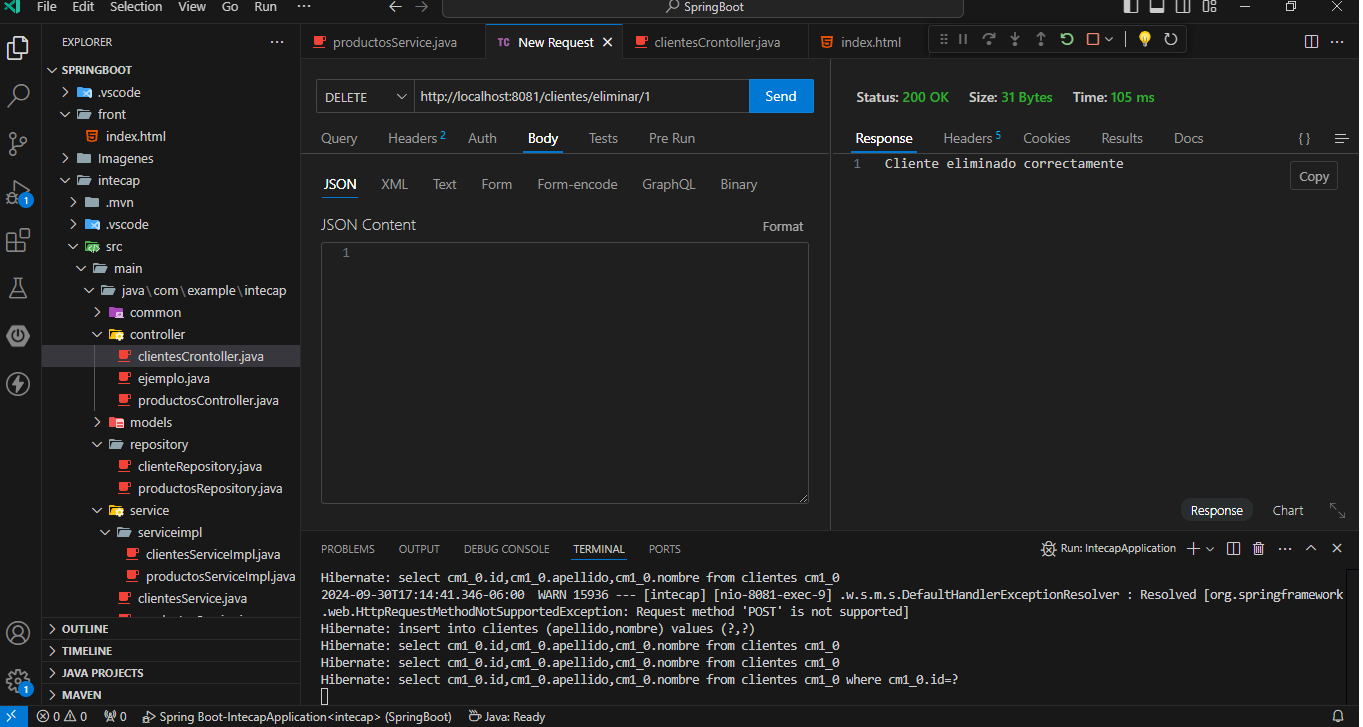 File Edit Selection View Go Run ··· SpringBoot
EXPLORER ···
SPRINGBOOT
.vscode
front
index.html
Imagenes
intecap
.mvn
.vscode
src
main
java\com\example\intecap
common
controller
clientesCrontoller.java
ejemplo.java
productosController.java
models
repository
clienteRepository.java
productosRepository.java
service
serviceimpl
clientesServiceImpl.java
productosServiceImpl.java
clientesService.java
OUTLINE
TIMELINE
JAVA PROJECTS
MAVEN
1
1
productosService.java TC New Request clientesCrontoller.java index.html
DELETE http://localhost:8081/clientes/eliminar/1 Send
Query Headers 2 Auth Body Tests Pre Run
JSON XML Text Form Form-encode GraphQL Binary
JSON Content Format
1
Status: 200 OK Size: 31 Bytes Time: 105 ms
Response Headers 5 Cookies Results Docs { }
1 Cliente eliminado correctamente
Copy
Response Chart
PROBLEMS OUTPUT DEBUG CONSOLE TERMINAL PORTS Run: IntecapApplication
Hibernate: select cm1_0.id,cm1_0.apellido,cm1_0.nombre from clientes cm1_0
2024-09-30T17:14:41.346-06:00 WARN 15936 --- [intecap] [nio-8081-exec-9] .w.s.m.s.DefaultHandlerExceptionResolver : Resolved [org.springframework
.web.HttpRequestMethodNotSupportedException: Request method 'POST' is not supported]
Hibernate: insert into clientes (apellido,nombre) values (?,?)
Hibernate: select cm1_0.id,cm1_0.apellido,cm1_0.nombre from clientes cm1_0
Hibernate: select cm1_0.id,cm1_0.apellido,cm1_0.nombre from clientes cm1_0
Hibernate: select cm1_0.id,cm1_0.apellido,cm1_0.nombre from clientes cm1_0 where cm1_0.id=?
0 0 0 Spring Boot-IntecapApplication<intecap> (SpringBoot) Java: Ready